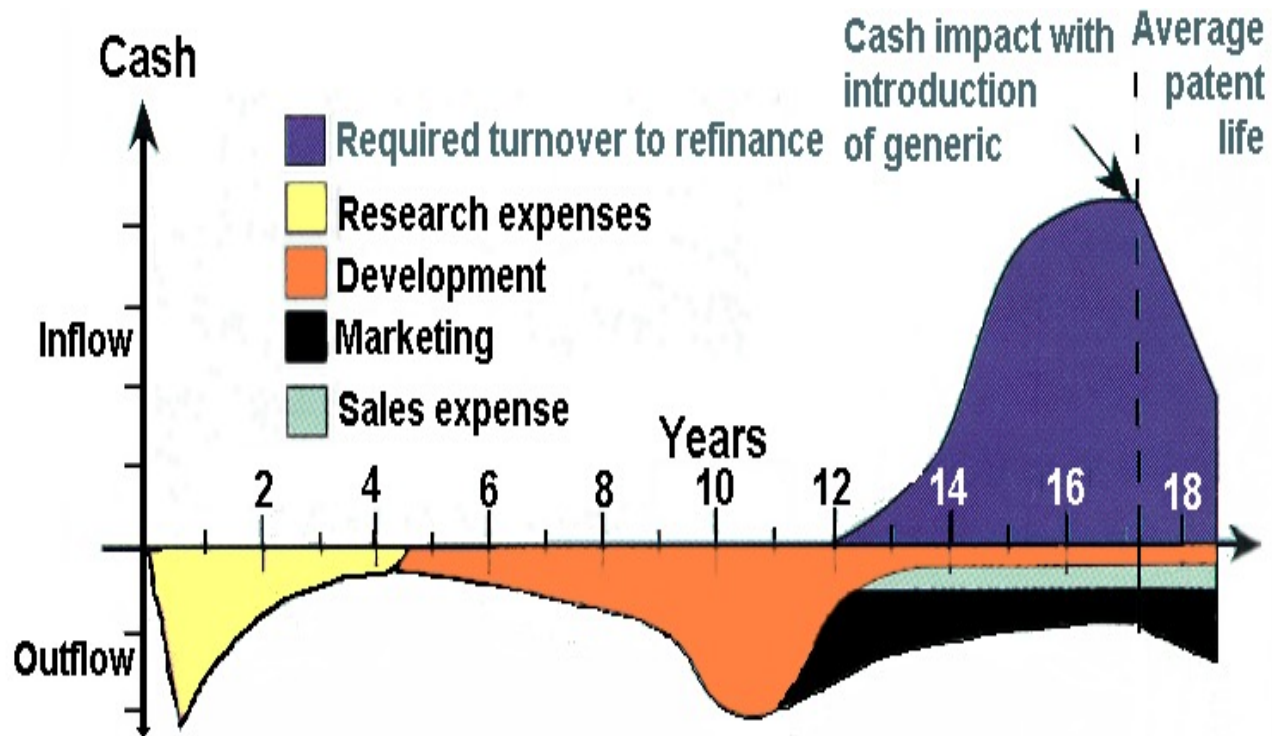 Cash
Cash impact with
introduction
of generic
Average
patent
life
Required turnover to refinance
Research expenses
Development
Marketing
Sales expense
Inflow
Years
2 4 6 8 10 12 14 16 18
Outflow